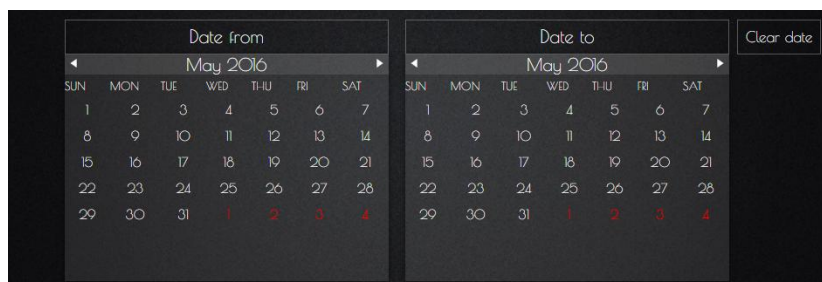 Date from
May 2016
SUN MON TUE WED THU FRI SAT
1 2 3 4 5 6 7
8 9 10 11 12 13 14
15 16 17 18 19 20 21
22 23 24 25 26 27 28
29 30 31 1 2 3 4
Date to
May 2016
SUN MON TUE WED THU FRI SAT
1 2 3 4 5 6 7
8 9 10 11 12 13 14
15 16 17 18 19 20 21
22 23 24 25 26 27 28
29 30 31 1 2 3 4
Clear date